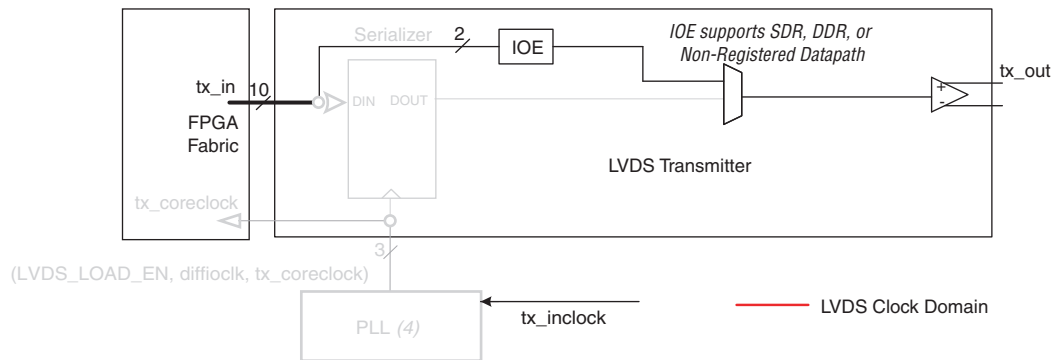 Serializer
2
IOE
IOE supports SDR, DDR, or
Non-Registered Datapath
tx_in
10
DIN
DOUT
+
-
tx_out
FPGA
Fabric
LVDS Transmitter
tx_coreclock
3
(LVDS_LOAD_EN, diffioclk, tx_coreclock)
PLL (4)
tx_inclock
LVDS Clock Domain